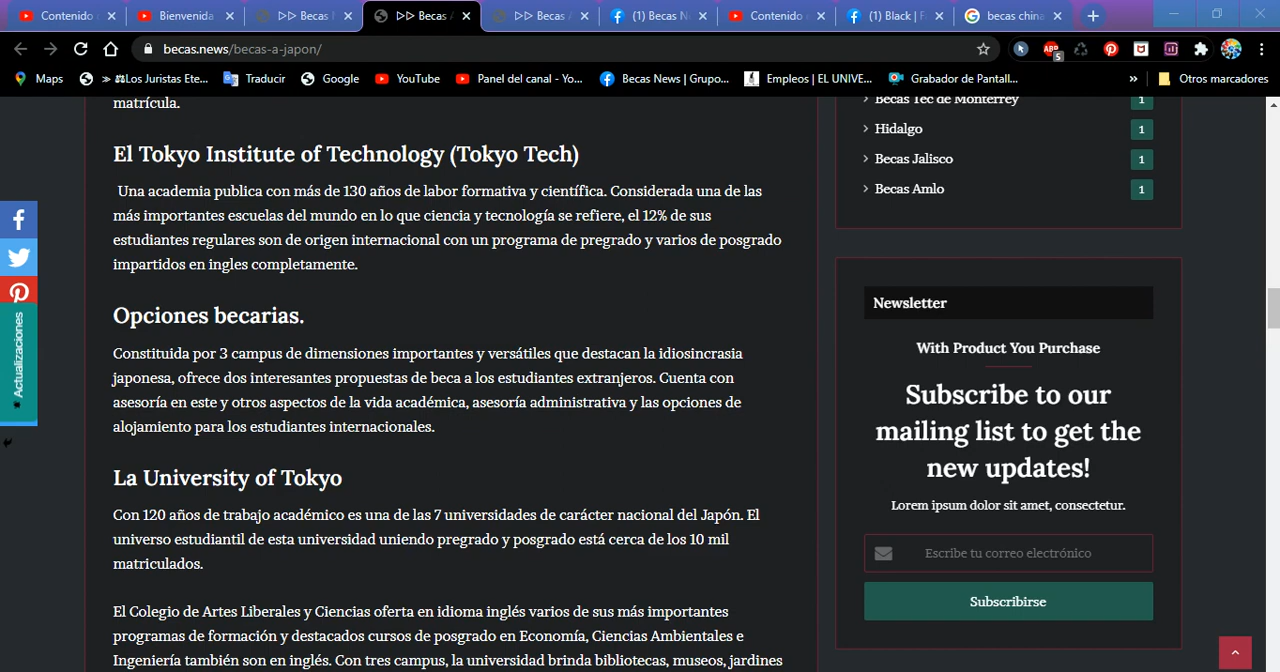 Contenido
Bienvenida
▷▷ Becas
▷▷ Becas
▷▷ Becas
(1) Becas N
Contenido
(1) Black | F
becas china
becas.news/becas-a-japon/
5
Maps
» ⚖Los Juristas Ete...
Traducir
Google
YouTube
Panel del canal - Yo...
Becas News | Grupo...
Empleos | EL UNIVE...
Grabador de Pantall...
»
Otros marcadores
matrícula.
El Tokyo Institute of Technology (Tokyo Tech)
Una academia publica con más de 130 años de labor formativa y científica. Considerada una de las
más importantes escuelas del mundo en lo que ciencia y tecnología se refiere, el 12% de sus
estudiantes regulares son de origen internacional con un programa de pregrado y varios de posgrado
impartidos en ingles completamente.
Opciones becarias.
Constituida por 3 campus de dimensiones importantes y versátiles que destacan la idiosincrasia
japonesa, ofrece dos interesantes propuestas de beca a los estudiantes extranjeros. Cuenta con
asesoría en este y otros aspectos de la vida académica, asesoría administrativa y las opciones de
alojamiento para los estudiantes internacionales.
La University of Tokyo
Con 120 años de trabajo académico es una de las 7 universidades de carácter nacional del Japón. El
universo estudiantil de esta universidad uniendo pregrado y posgrado está cerca de los 10 mil
matriculados.
El Colegio de Artes Liberales y Ciencias oferta en idioma inglés varios de sus más importantes
programas de formación y destacados cursos de posgrado en Economía, Ciencias Ambientales e
Ingeniería también son en inglés. Con tres campus, la universidad brinda bibliotecas, museos, jardines
Actualizaciones
Becas Tec de Monterrey 1
Hidalgo 1
Becas Jalisco 1
Becas Amlo 1
Newsletter
With Product You Purchase
Subscribe to our
mailing list to get the
new updates!
Lorem ipsum dolor sit amet, consectetur.
Escribe tu correo electrónico
Subscribirse